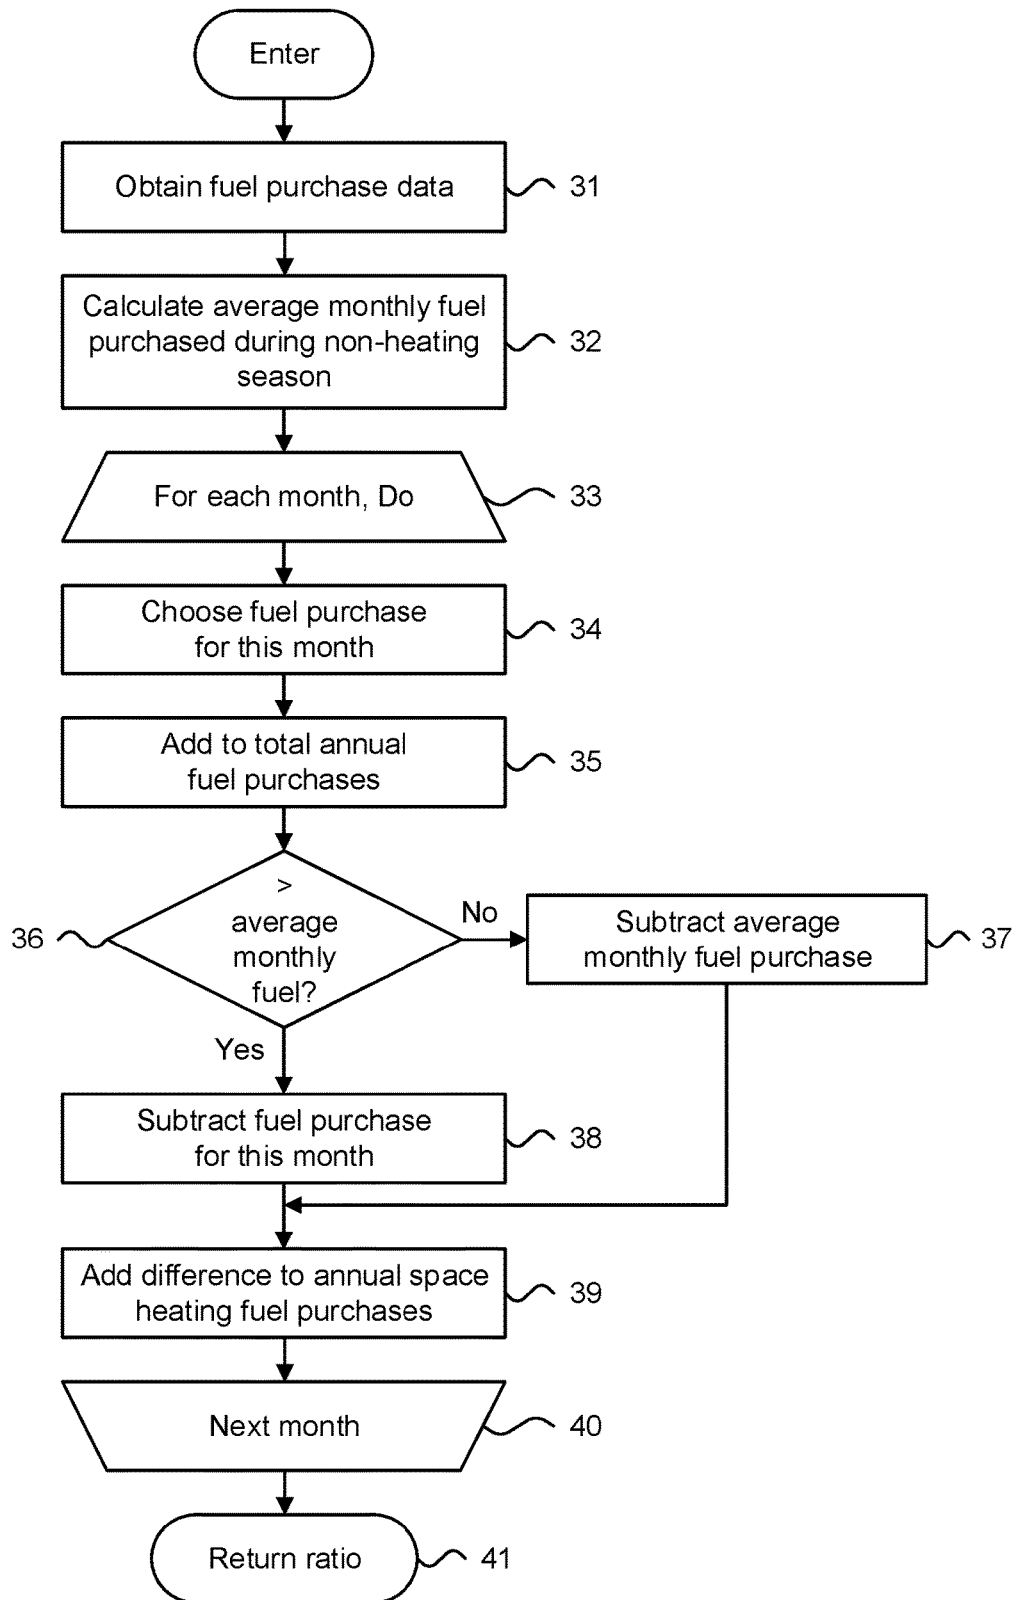 Enter
Obtain fuel purchase data
31
Calculate average monthly fuel
purchased during non-heating
season
32
For each month, Do
33
Choose fuel purchase
for this month
34
Add to total annual
fuel purchases
35
>
average
monthly
fuel?
36
No
Subtract average
monthly fuel purchase
37
Yes
Subtract fuel purchase
for this month
38
Add difference to annual space
heating fuel purchases
39
Next month
40
Return ratio
41